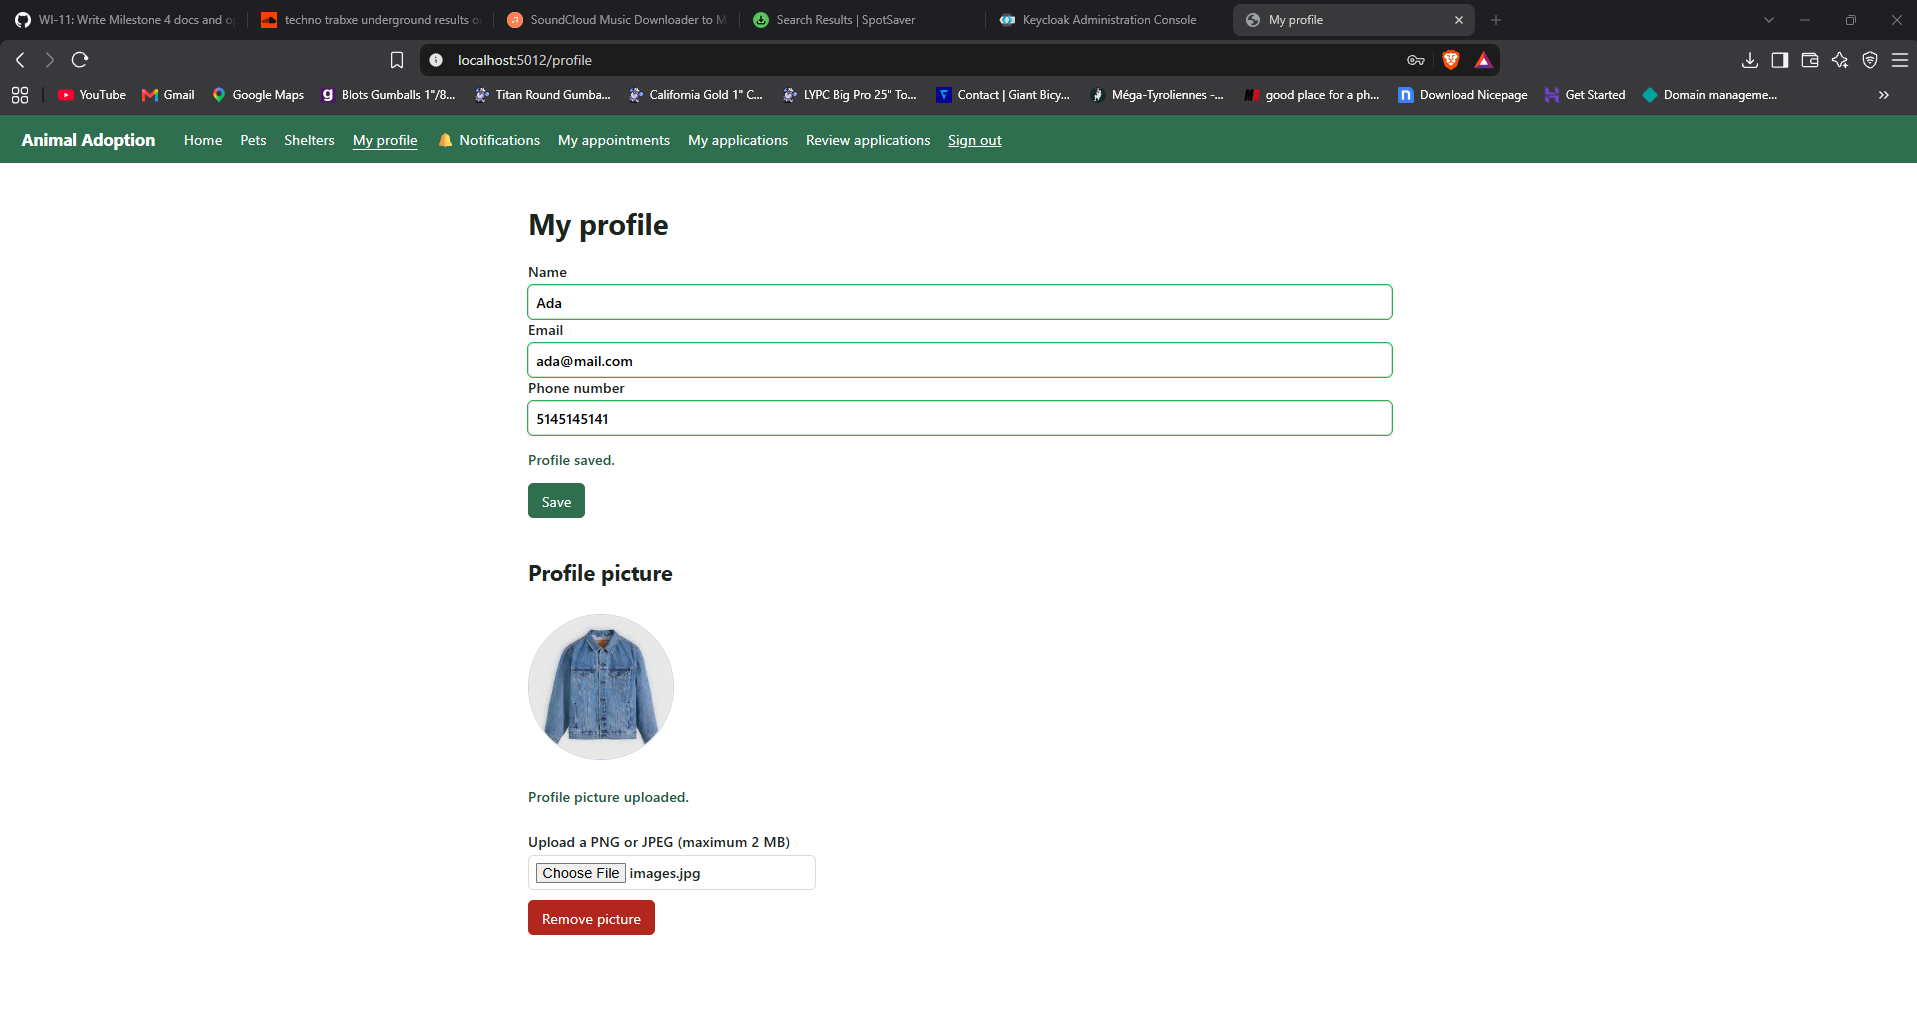 WI-11: Write Milestone 4 docs and op
techno trabxe underground results o
SoundCloud Music Downloader to M
Search Results | SpotSaver
Keycloak Administration Console
My profile
localhost:5012/profile
YouTube
Gmail
Google Maps
Blots Gumballs 1"/8...
Titan Round Gumba...
California Gold 1" C...
LYPC Big Pro 25" To...
Contact | Giant Bicy...
Méga-Tyroliennes -...
good place for a ph...
Download Nicepage
Get Started
Domain manageme...
Animal Adoption
Home
Pets
Shelters
My profile
Notifications
My appointments
My applications
Review applications
Sign out
My profile
Name
Ada
Email
ada@mail.com
Phone number
5145145141
Profile saved.
Save
Profile picture
Profile picture uploaded.
Upload a PNG or JPEG (maximum 2 MB)
Choose File images.jpg
Remove picture